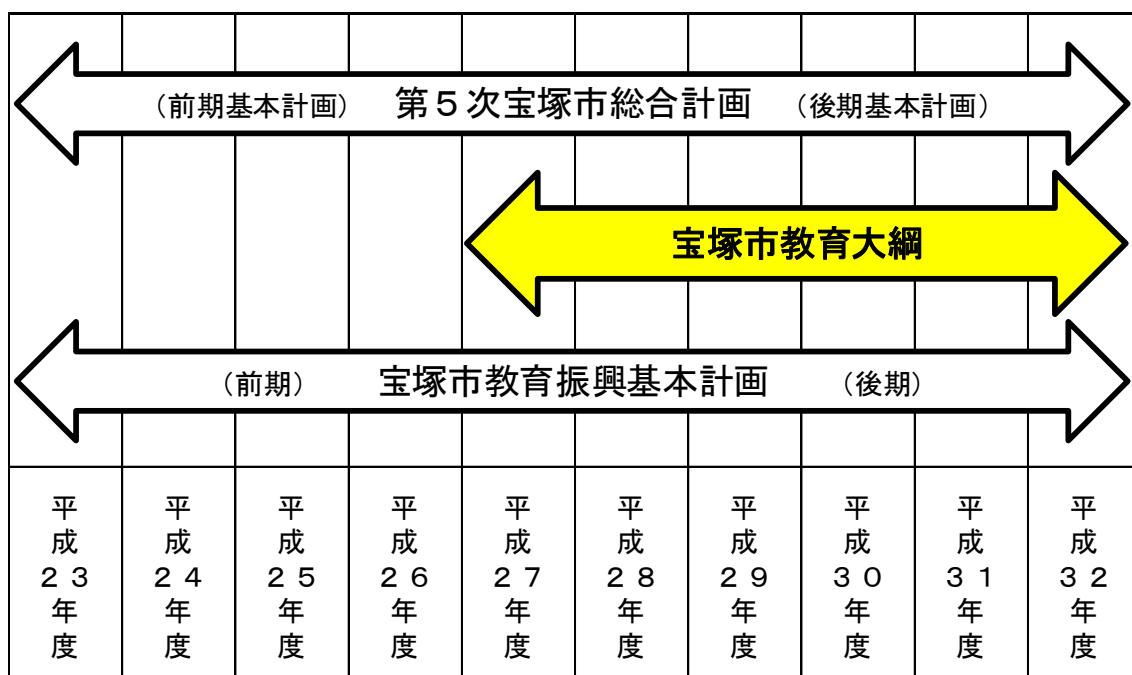 (前期基本計画) 第5次宝塚市総合計画 (後期基本計画)
宝塚市教育大綱
(前期) 宝塚市教育振興基本計画 (後期)
平成23年度
平成24年度
平成25年度
平成26年度
平成27年度
平成28年度
平成29年度
平成30年度
平成31年度
平成32年度